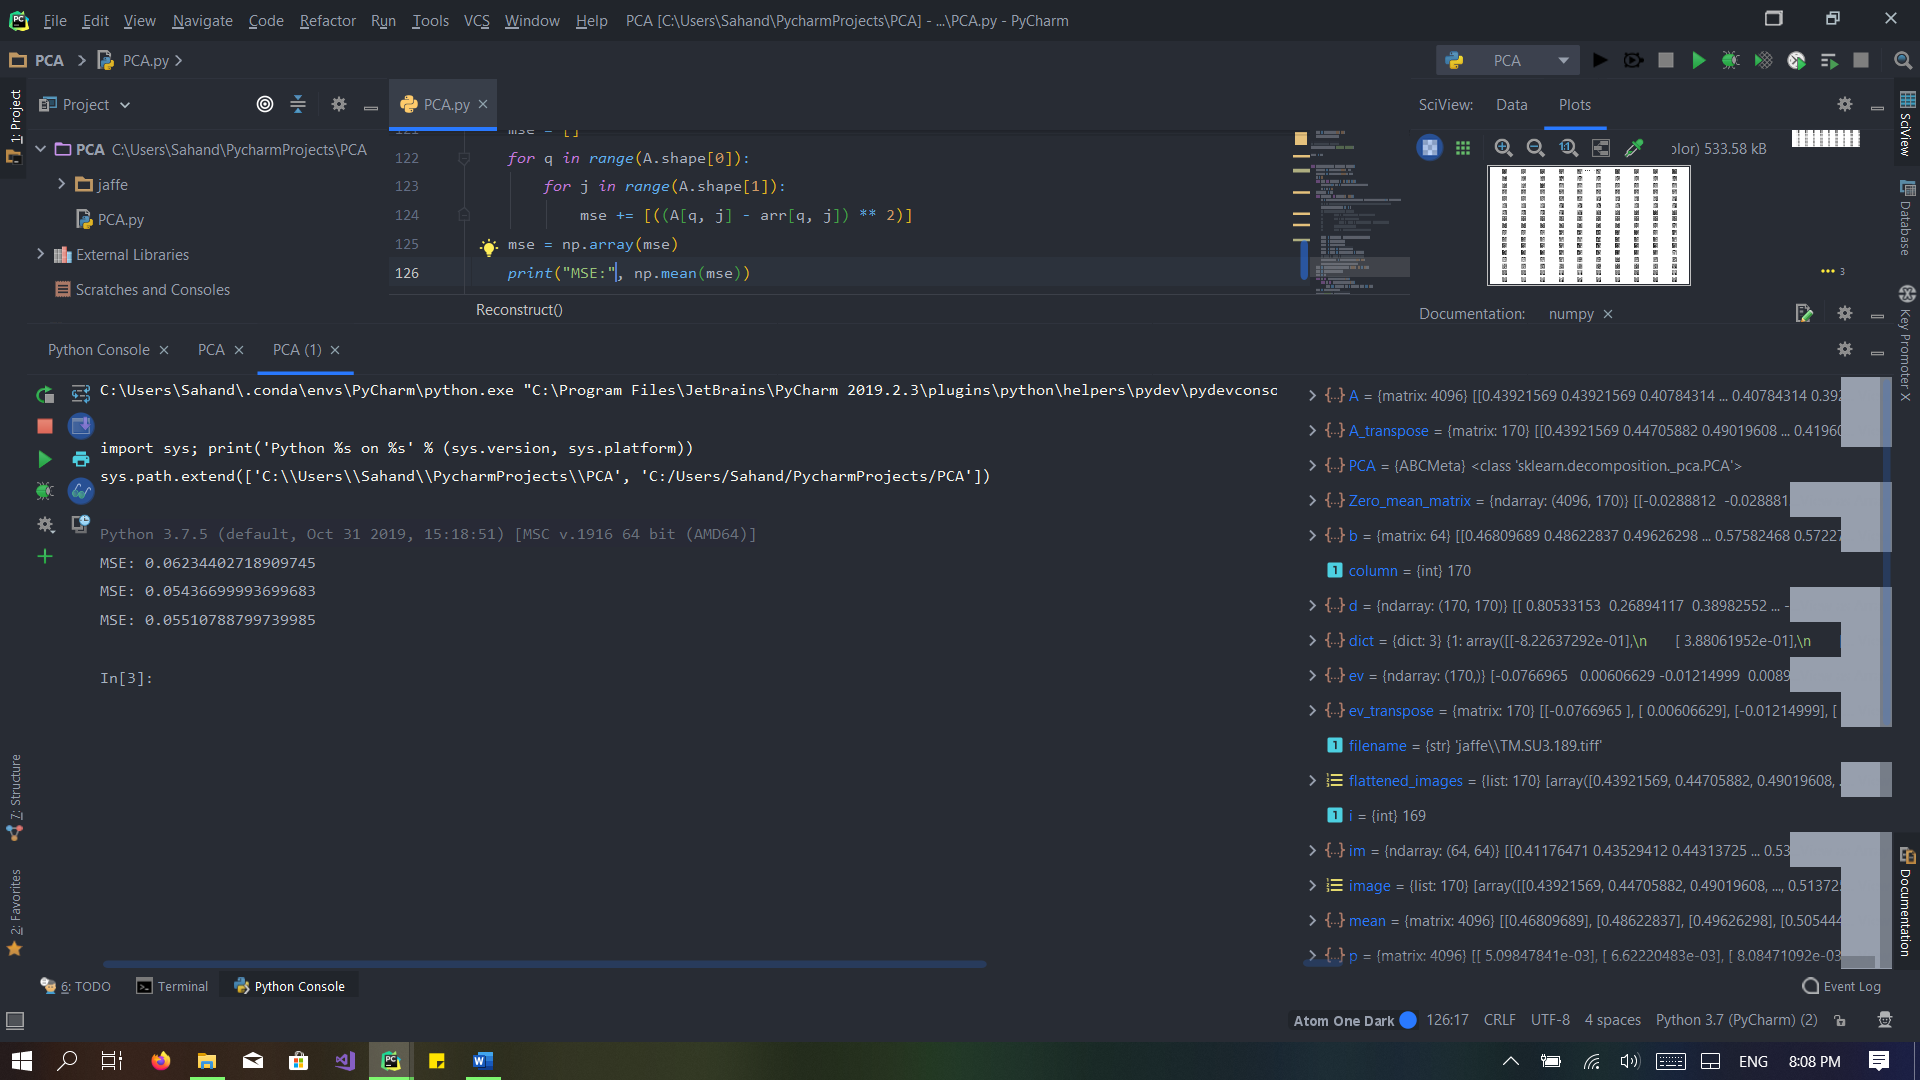 File Edit View Navigate Code Refactor Run Tools VCS Window Help PCA [C:\Users\Sahand\PycharmProjects\PCA] - ...\PCA.py - PyCharm
PCA PCA.py PCA
1: Project
Project
PCA.py
SciView: Data Plots
PCA C:\Users\Sahand\PycharmProjects\PCA
jaffe
PCA.py
External Libraries
Scratches and Consoles
mse = []
122 for q in range(A.shape[0]):
123 for j in range(A.shape[1]):
124 mse += [((A[q, j] - arr[q, j]) ** 2)]
125 mse = np.array(mse)
126 print("MSE:", np.mean(mse))
Reconstruct()
1:1
olor) 533.58 kB
3
Documentation: numpy
SciView
Database
Key Promoter X
Documentation
Python Console PCA PCA (1)
C:\Users\Sahand\.conda\envs\PyCharm\python.exe "C:\Program Files\JetBrains\PyCharm 2019.2.3\plugins\python\helpers\pydev\pydevconsc
import sys; print('Python %s on %s' % (sys.version, sys.platform))
sys.path.extend(['C:\\Users\\Sahand\\PycharmProjects\\PCA', 'C:/Users/Sahand/PycharmProjects/PCA'])
Python 3.7.5 (default, Oct 31 2019, 15:18:51) [MSC v.1916 64 bit (AMD64)]
MSE: 0.06234402718909745
MSE: 0.05436699993699683
MSE: 0.05510788799739985
In[3]:
A = {matrix: 4096} [[0.43921569 0.43921569 0.40784314 ... 0.40784314 0.392
A_transpose = {matrix: 170} [[0.43921569 0.44705882 0.49019608 ... 0.4196
PCA = {ABCMeta} <class 'sklearn.decomposition._pca.PCA'>
Zero_mean_matrix = {ndarray: (4096, 170)} [[-0.0288812 -0.028881
b = {matrix: 64} [[0.46809689 0.48622837 0.49626298 ... 0.57582468 0.57227
column = {int} 170
d = {ndarray: (170, 170)} [[ 0.80533153 0.26894117 0.38982552 ... -
dict = {dict: 3} {1: array([[-8.22637292e-01],\n [ 3.88061952e-01],\n
ev = {ndarray: (170,)} [-0.0766965 0.00606629 -0.01214999 0.0089
ev_transpose = {matrix: 170} [[-0.0766965 ], [ 0.00606629], [-0.01214999], [
filename = {str} 'jaffe\\TM.SU3.189.tiff'
flattened_images = {list: 170} [array([0.43921569, 0.44705882, 0.49019608, .
i = {int} 169
im = {ndarray: (64, 64)} [[0.41176471 0.43529412 0.44313725 ... 0.53
image = {list: 170} [array([[0.43921569, 0.44705882, 0.49019608, ..., 0.51372
mean = {matrix: 4096} [[0.46809689], [0.48622837], [0.49626298], [0.505444
p = {matrix: 4096} [[ 5.09847841e-03], [ 6.62220483e-03], [ 8.08471092e-03
7: Structure
2: Favorites
6: TODO Terminal Python Console Event Log
Atom One Dark 126:17 CRLF UTF-8 4 spaces Python 3.7 (PyCharm) (2)
ENG 8:08 PM